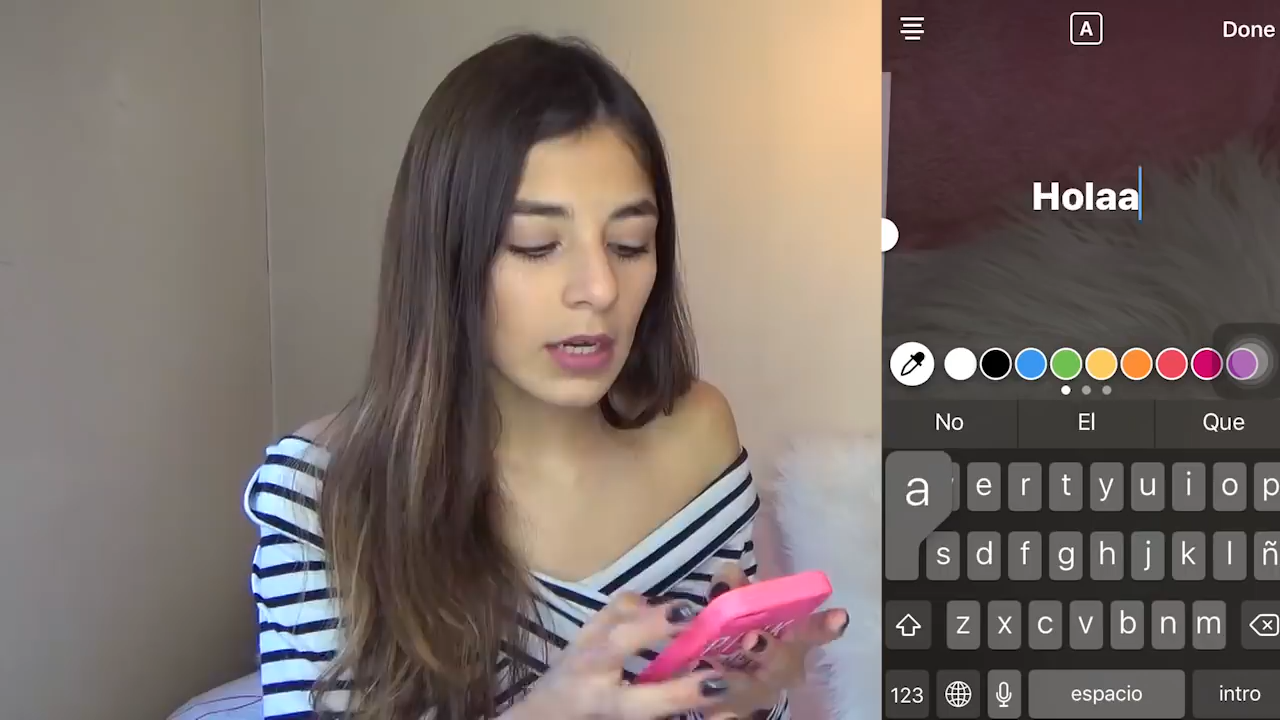 A Done
Holaa
No El Que
a e r t y u i o p
s d f g h j k l ñ
z x c v b n m
123 espacio intro